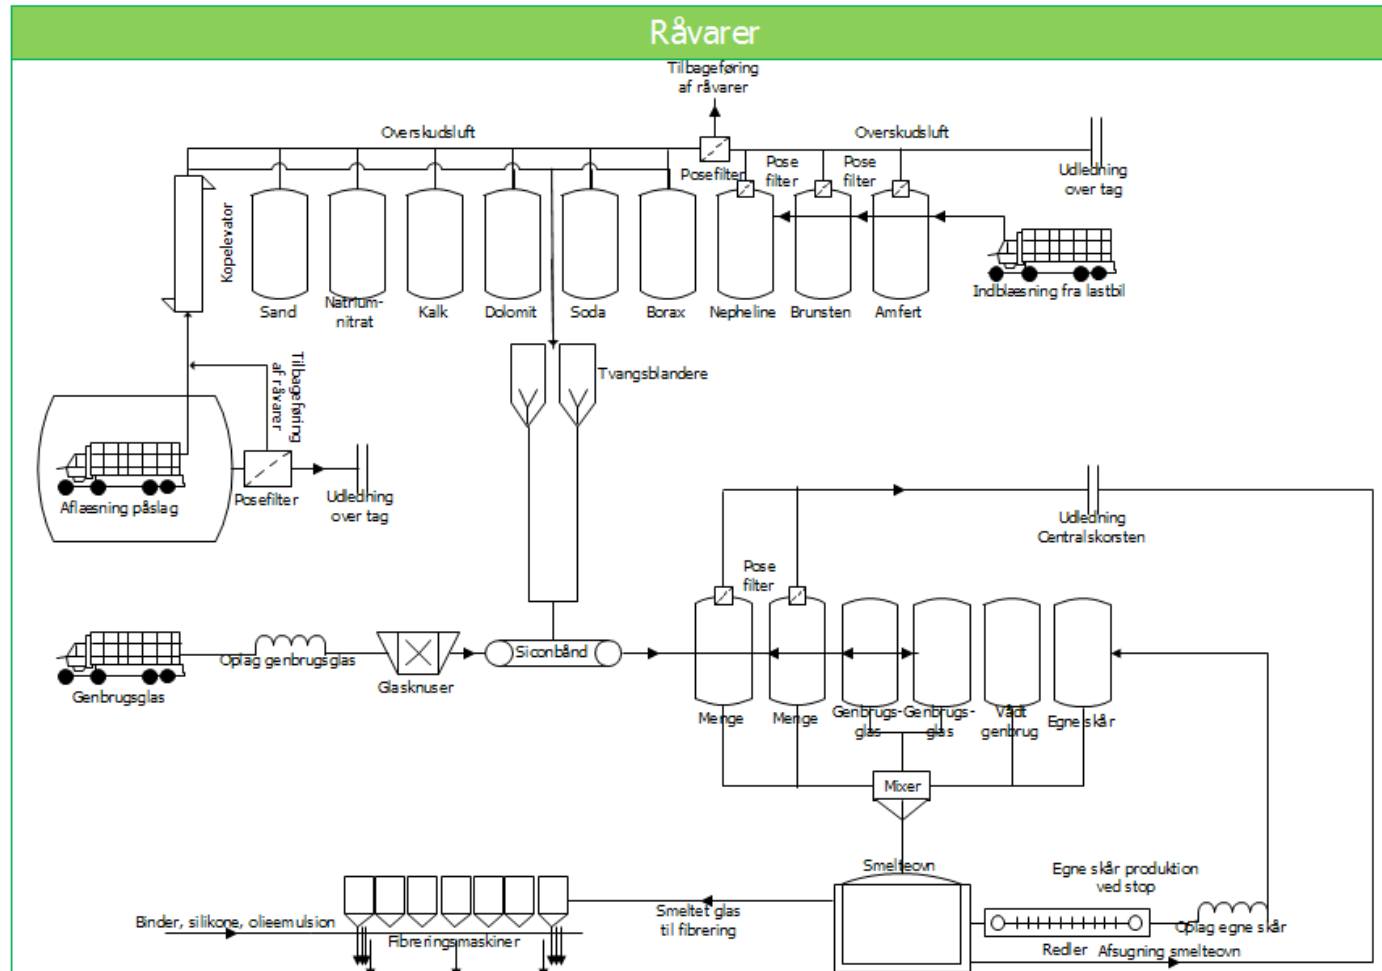 Råvarer
Tilbageføring
af råvarer
Overskudsluft
Overskudsluft
Posefilter
Pose
filter
Pose
filter
Udledning
over tag
Kopelevator
Sand
Natrium-
nitrat
Kalk
Dolomit
Soda
Borax
Nepheline
Brunsten
Amfert
Indblæsning fra lastbil
Tilbageføring
af råvarer
Tvangsblandere
Aflæsning påslag
Posefilter
Udledning
over tag
Udledning
Centralskorsten
Pose
filter
Genbrugsglas
Oplag genbrugsglas
Glasknuser
Siconbånd
Menge
Menge
Genbrugs-
glas
Genbrugs-
glas
Vådt
genbrug
Egne skår
Mixer
Smelteovn
Egne skår produktion
ved stop
Binder, silikone, olieemulsion
Fibreringsmaskiner
Smeltet glas
til fibrering
Redler
Oplag egne skår
Afsugning smelteovn